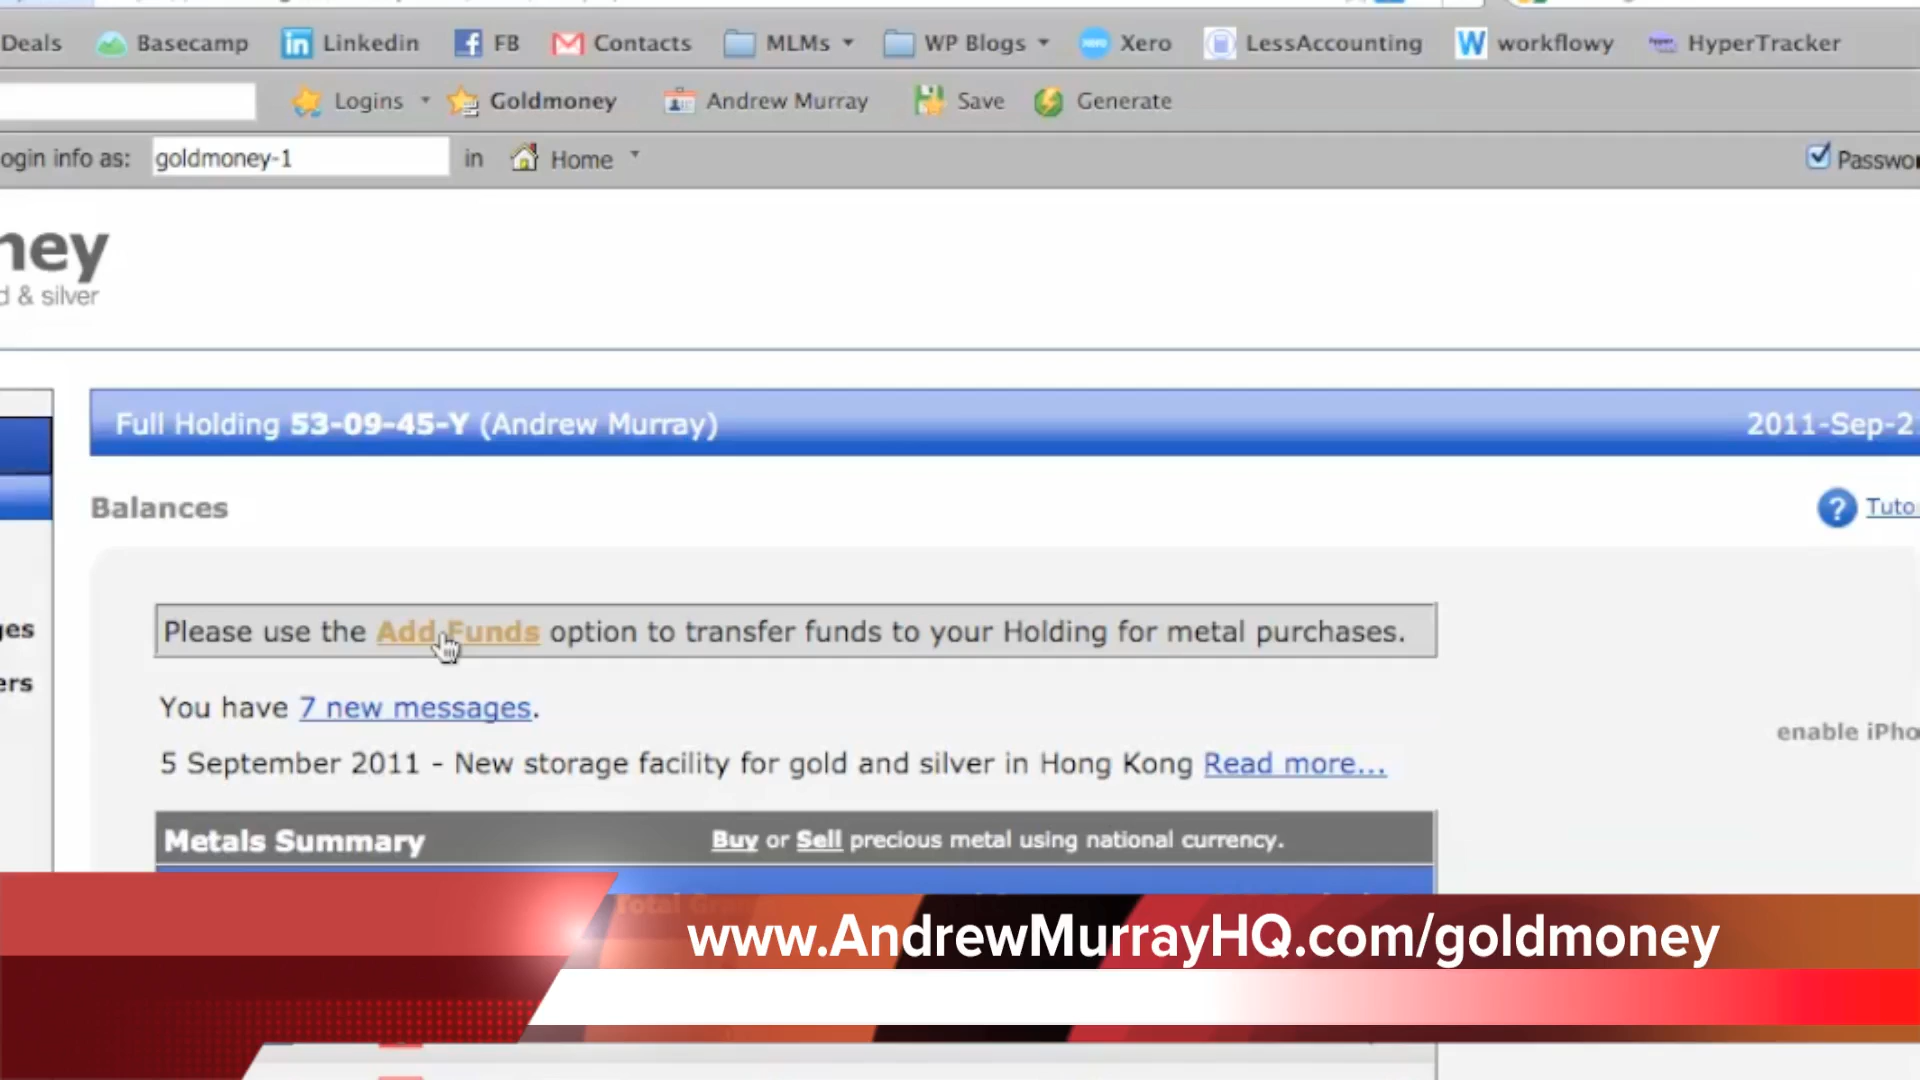 Deals Basecamp Linkedin FB Contacts MLMs WP Blogs Xero LessAccounting workflowy HyperTracker
Logins Goldmoney Andrew Murray Save Generate
ogin info as: goldmoney-1 in Home Passwo
ney
d & silver
Full Holding 53-09-45-Y (Andrew Murray) 2011-Sep-2
Balances
? Tuto
Please use the Add Funds option to transfer funds to your Holding for metal purchases.
ges
You have 7 new messages.
ers
enable iPho
5 September 2011 - New storage facility for gold and silver in Hong Kong Read more...
Metals Summary Buy or Sell precious metal using national currency.
Total
www.AndrewMurrayHQ.com/goldmoney